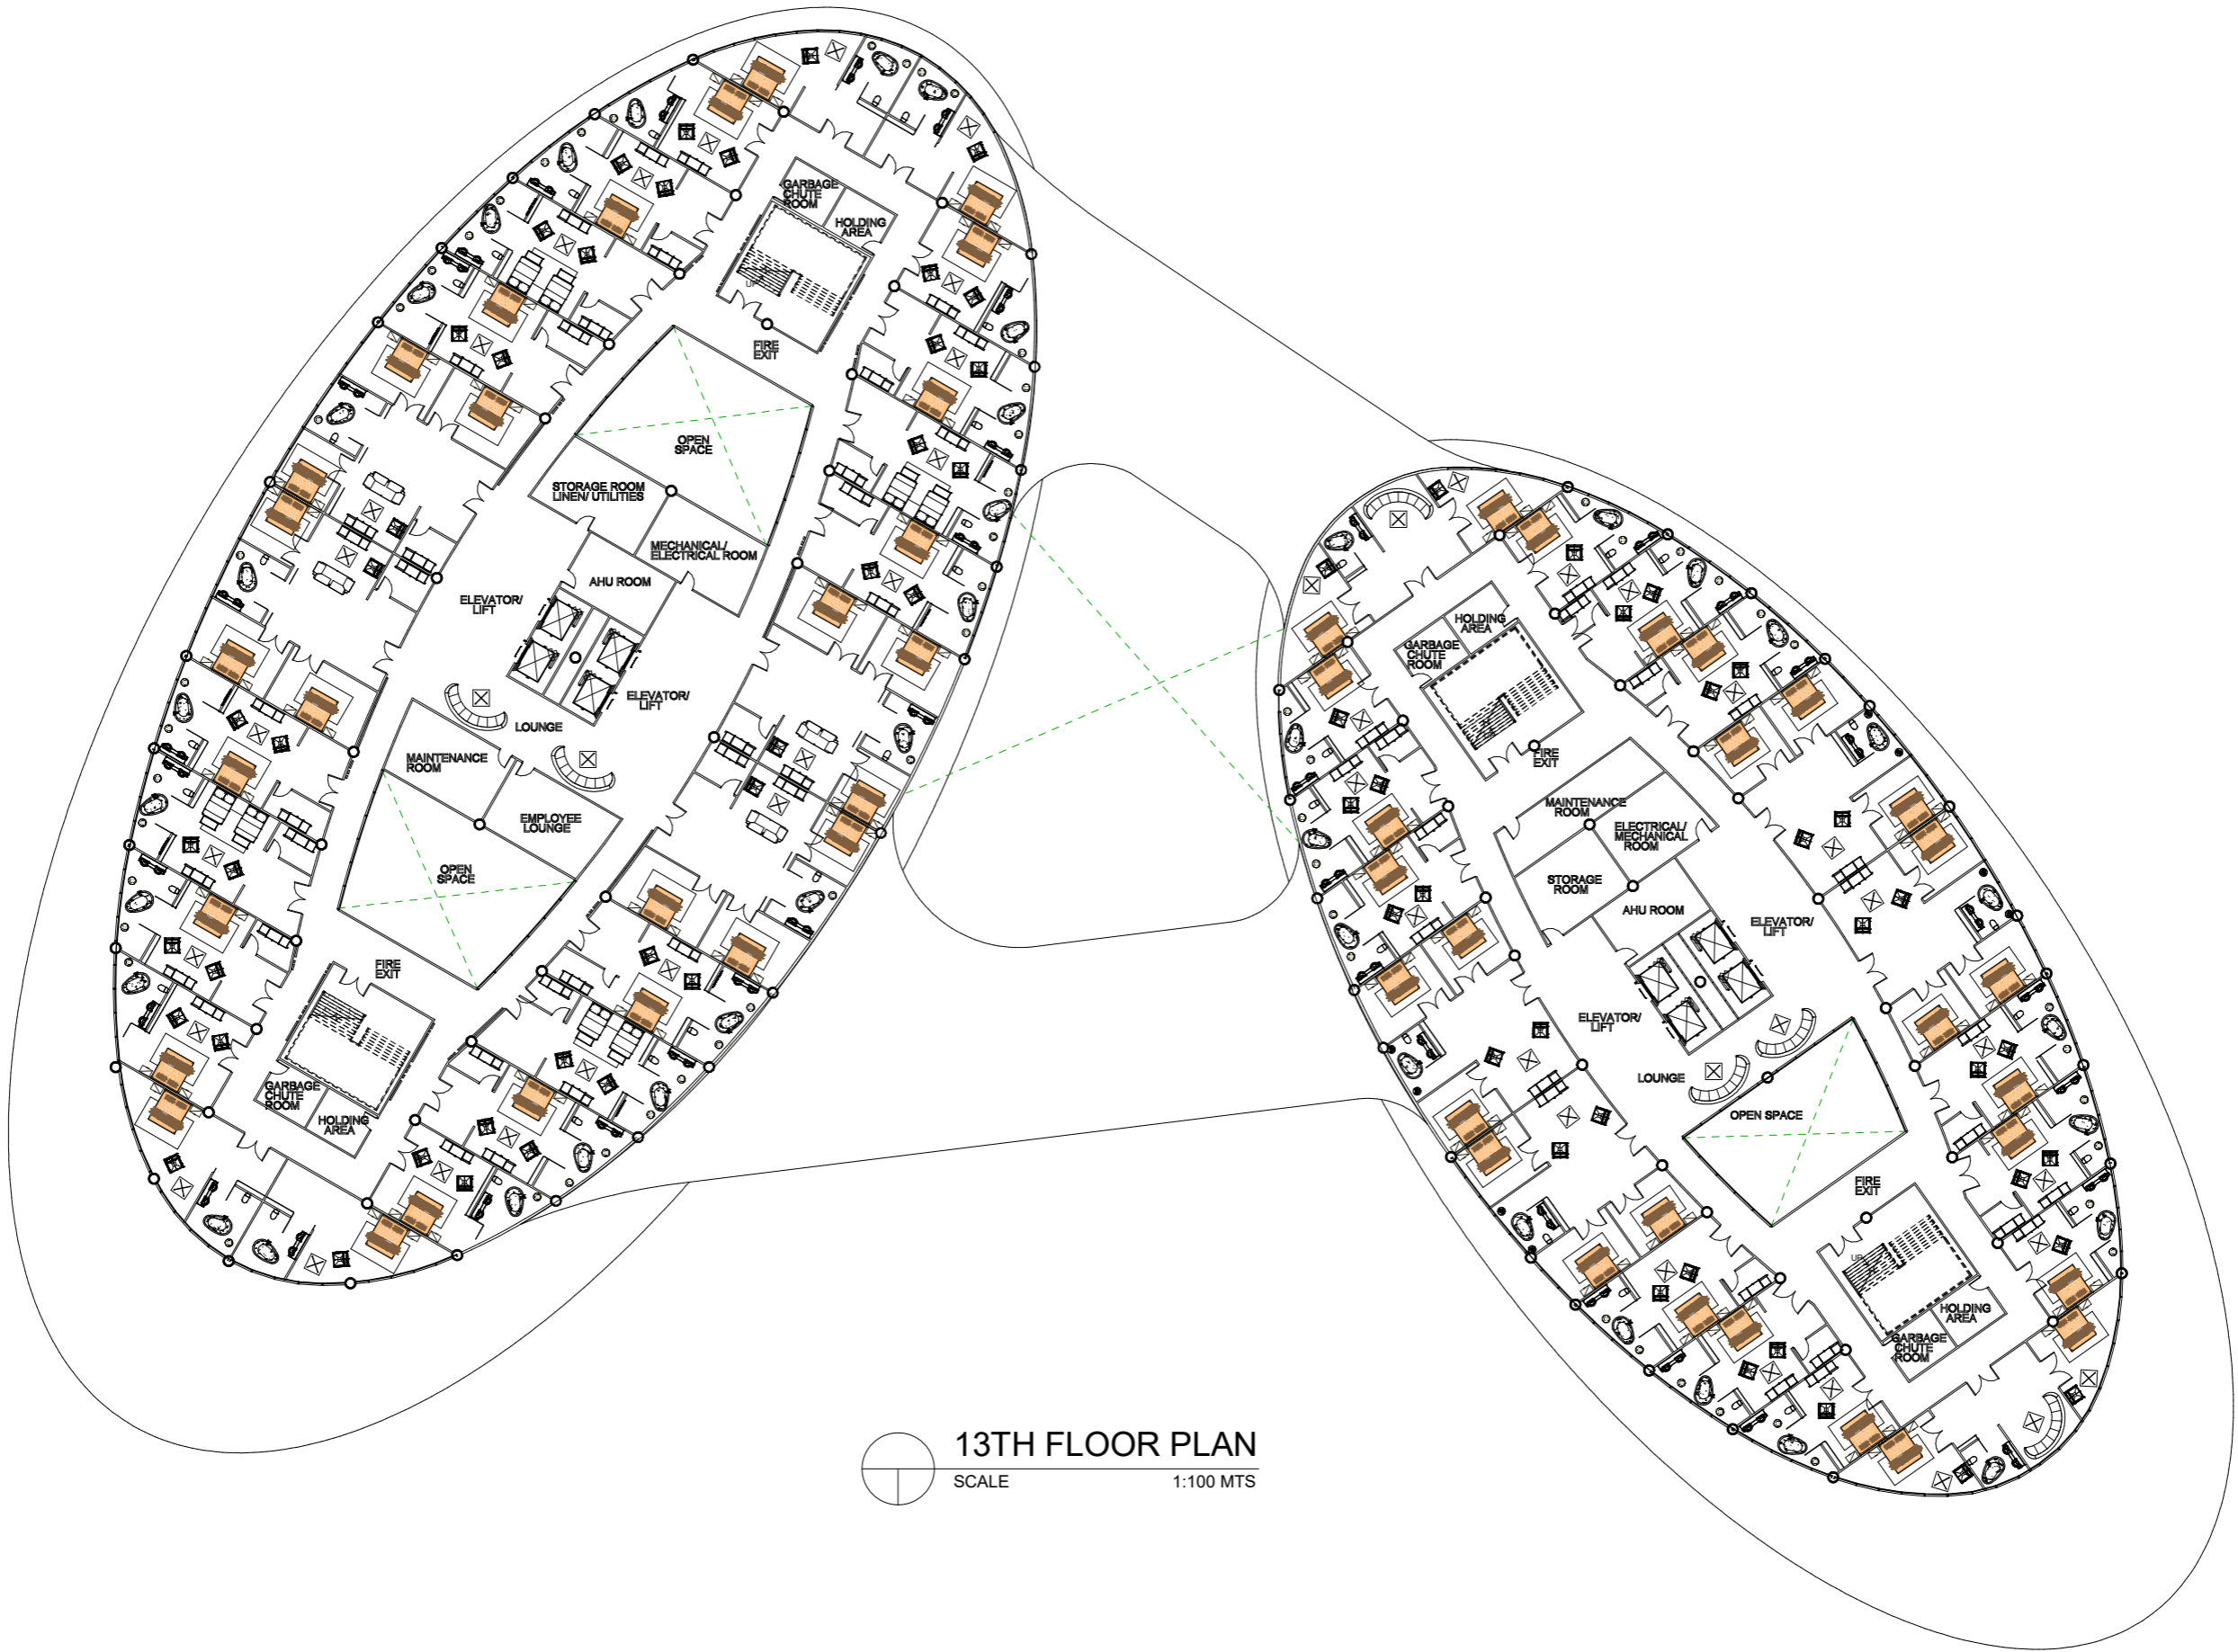 GARBAGE
CHUTE
ROOM
HOLDING
AREA
UP
FIRE
EXIT
OPEN
SPACE
STORAGE ROOM
LINEN/ UTILITIES
MECHANICAL/
ELECTRICAL ROOM
AHU ROOM
ELEVATOR/
LIFT
ELEVATOR/
LIFT
LOUNGE
MAINTENANCE
ROOM
EMPLOYEE
LOUNGE
OPEN
SPACE
FIRE
EXIT
GARBAGE
CHUTE
ROOM
HOLDING
AREA
HOLDING
AREA
GARBAGE
CHUTE
ROOM
FIRE
EXIT
MAINTENANCE
ROOM
ELECTRICAL/
MECHANICAL
ROOM
STORAGE
ROOM
AHU ROOM
ELEVATOR/
LIFT
ELEVATOR/
LIFT
LOUNGE
OPEN SPACE
FIRE
EXIT
UP
HOLDING
AREA
GARBAGE
CHUTE
ROOM
13TH FLOOR PLAN
SCALE 1:100 MTS